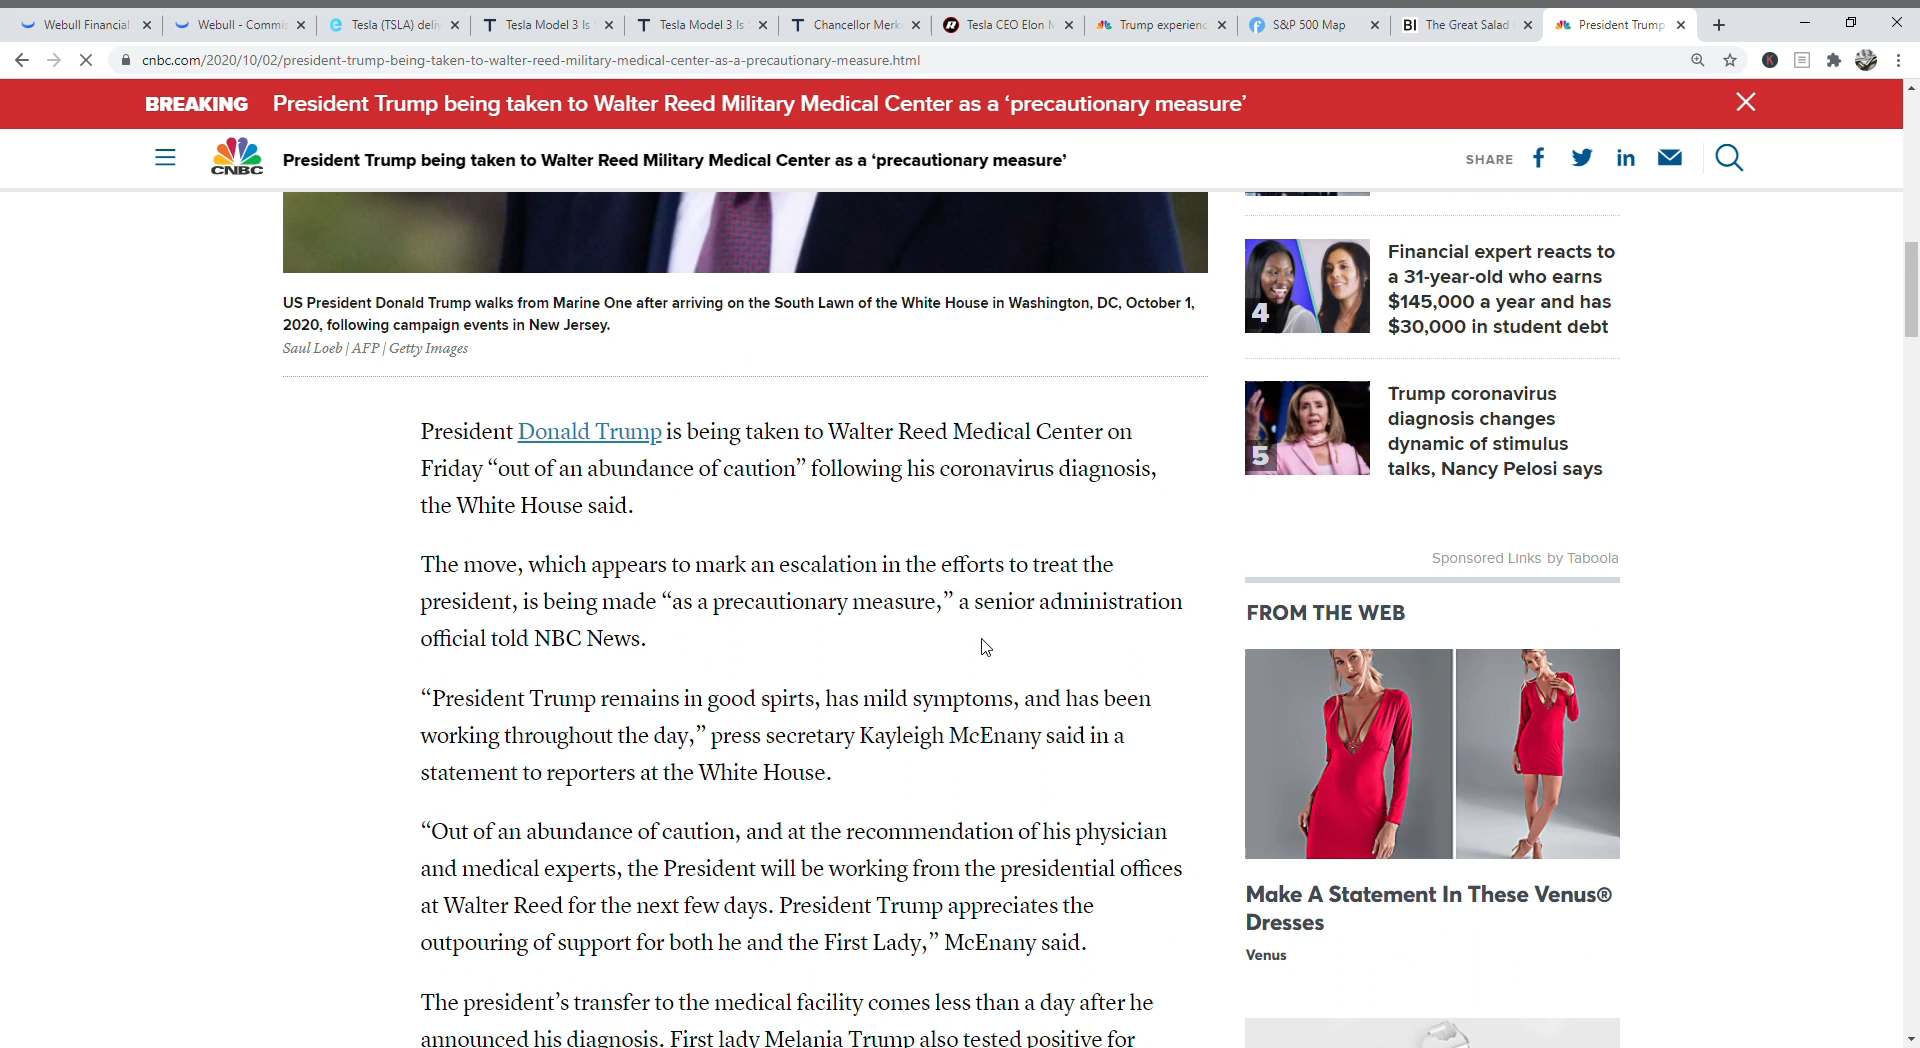 Webull Financial
Webull - Commis
Tesla (TSLA) deliv
Tesla Model 3 Is
Tesla Model 3 Is
Chancellor Merk
Tesla CEO Elon M
Trump experienc
S&P 500 Map
BI The Great Salad
President Trump
cnbc.com/2020/10/02/president-trump-being-taken-to-walter-reed-military-medical-center-as-a-precautionary-measure.html
BREAKING President Trump being taken to Walter Reed Military Medical Center as a ‘precautionary measure’
CNBC
President Trump being taken to Walter Reed Military Medical Center as a ‘precautionary measure’
SHARE
US President Donald Trump walks from Marine One after arriving on the South Lawn of the White House in Washington, DC, October 1,
2020, following campaign events in New Jersey.
Saul Loeb | AFP | Getty Images
President Donald Trump is being taken to Walter Reed Medical Center on
Friday “out of an abundance of caution” following his coronavirus diagnosis,
the White House said.
The move, which appears to mark an escalation in the efforts to treat the
president, is being made “as a precautionary measure,” a senior administration
official told NBC News.
“President Trump remains in good spirts, has mild symptoms, and has been
working throughout the day,” press secretary Kayleigh McEnany said in a
statement to reporters at the White House.
“Out of an abundance of caution, and at the recommendation of his physician
and medical experts, the President will be working from the presidential offices
at Walter Reed for the next few days. President Trump appreciates the
outpouring of support for both he and the First Lady,” McEnany said.
The president’s transfer to the medical facility comes less than a day after he
announced his diagnosis. First lady Melania Trump also tested positive for
4
Financial expert reacts to
a 31-year-old who earns
$145,000 a year and has
$30,000 in student debt
5
Trump coronavirus
diagnosis changes
dynamic of stimulus
talks, Nancy Pelosi says
Sponsored Links by Taboola
FROM THE WEB
Make A Statement In These Venus®
Dresses
Venus